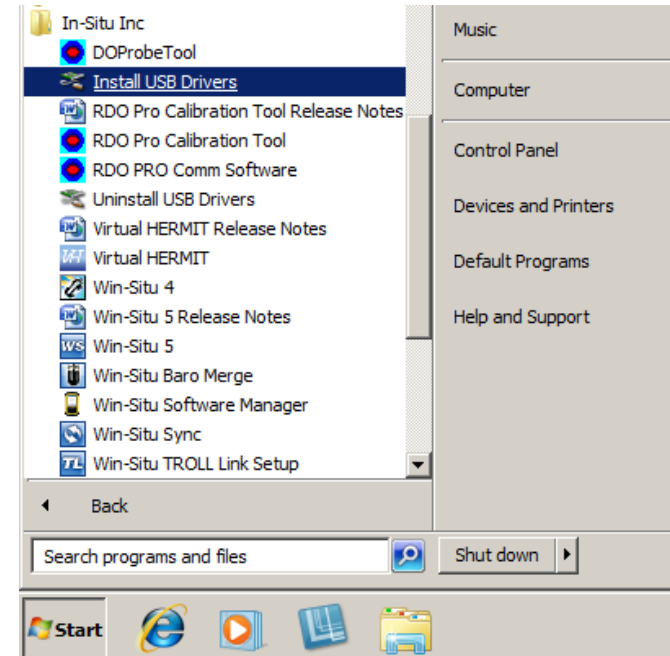 In-Situ Inc
DOProbeTool
Install USB Drivers
RDO Pro Calibration Tool Release Notes
RDO Pro Calibration Tool
RDO PRO Comm Software
Uninstall USB Drivers
Virtual HERMIT Release Notes
VHT Virtual HERMIT
Win-Situ 4
Win-Situ 5 Release Notes
WS Win-Situ 5
Win-Situ Baro Merge
Win-Situ Software Manager
Win-Situ Sync
TL Win-Situ TROLL Link Setup
Back
Search programs and files
Music
Computer
Control Panel
Devices and Printers
Default Programs
Help and Support
Shut down
Start